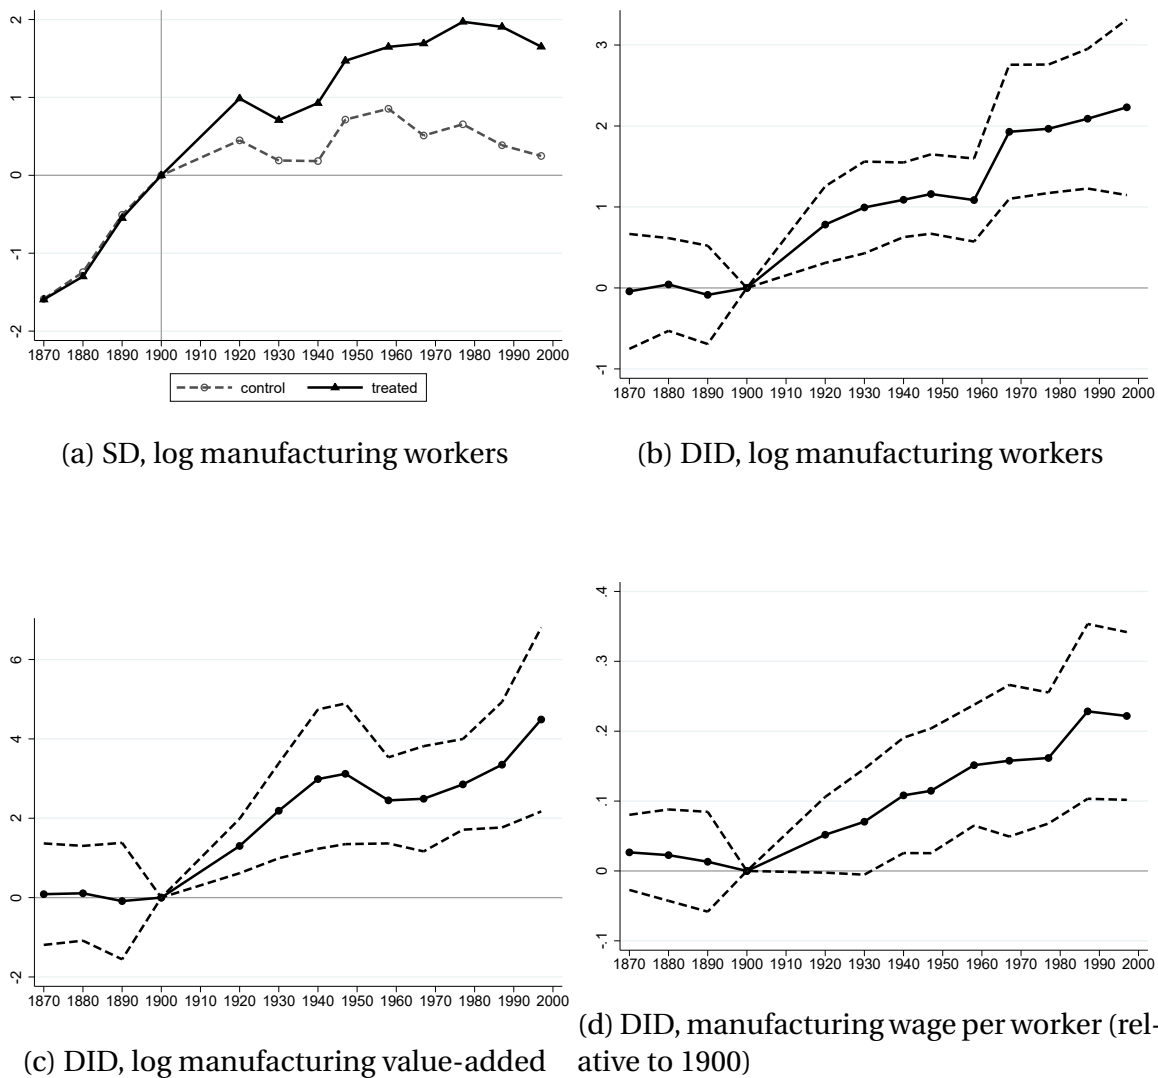 2
1
0
-1
-2
1870 1880 1890 1900 1910 1920 1930 1940 1950 1960 1970 1980 1990 2000
control treated
(a) SD, log manufacturing workers
3
2
1
0
-1
1870 1880 1890 1900 1910 1920 1930 1940 1950 1960 1970 1980 1990 2000
(b) DID, log manufacturing workers
6
4
2
0
-2
1870 1880 1890 1900 1910 1920 1930 1940 1950 1960 1970 1980 1990 2000
(c) DID, log manufacturing value-added
.4
.3
.2
.1
0
-.1
1870 1880 1890 1900 1910 1920 1930 1940 1950 1960 1970 1980 1990 2000
(d) DID, manufacturing wage per worker (rel-
ative to 1900)